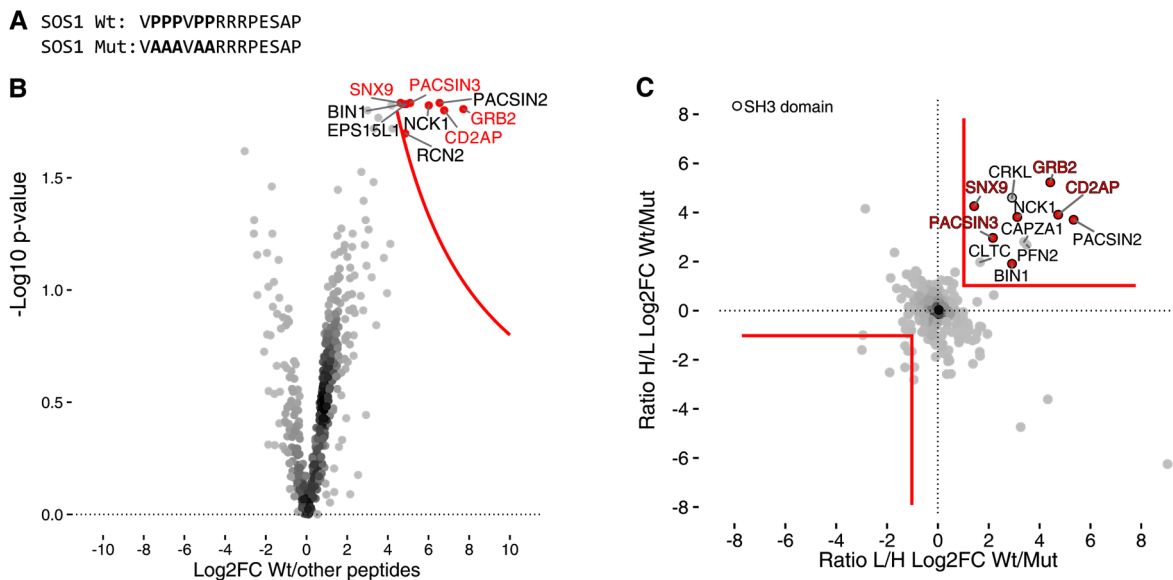 A
SOS1 Wt: VPPPVPPRRRPESAP
SOS1 Mut:VAAAVAARRRPESAP
B
SNX9 PACSIN3
BIN1 PACSIN2
EPS15L1 NCK1 GRB2
CD2AP
RCN2
-Log10 p-value
1.5
1.0
0.5
0.0
-10 -8 -6 -4 -2 0 2 4 6 8 10
Log2FC Wt/other peptides
C
SH3 domain
Ratio H/L Log2FC Wt/Mut
8
6
4
2
0
-2
-4
-6
-8
CRKL GRB2
SNX9 CD2AP
NCK1
PACSIN3 CAPZA1
PACSIN2
CLTC PFN2
BIN1
-8 -6 -4 -2 0 2 4 6 8
Ratio L/H Log2FC Wt/Mut